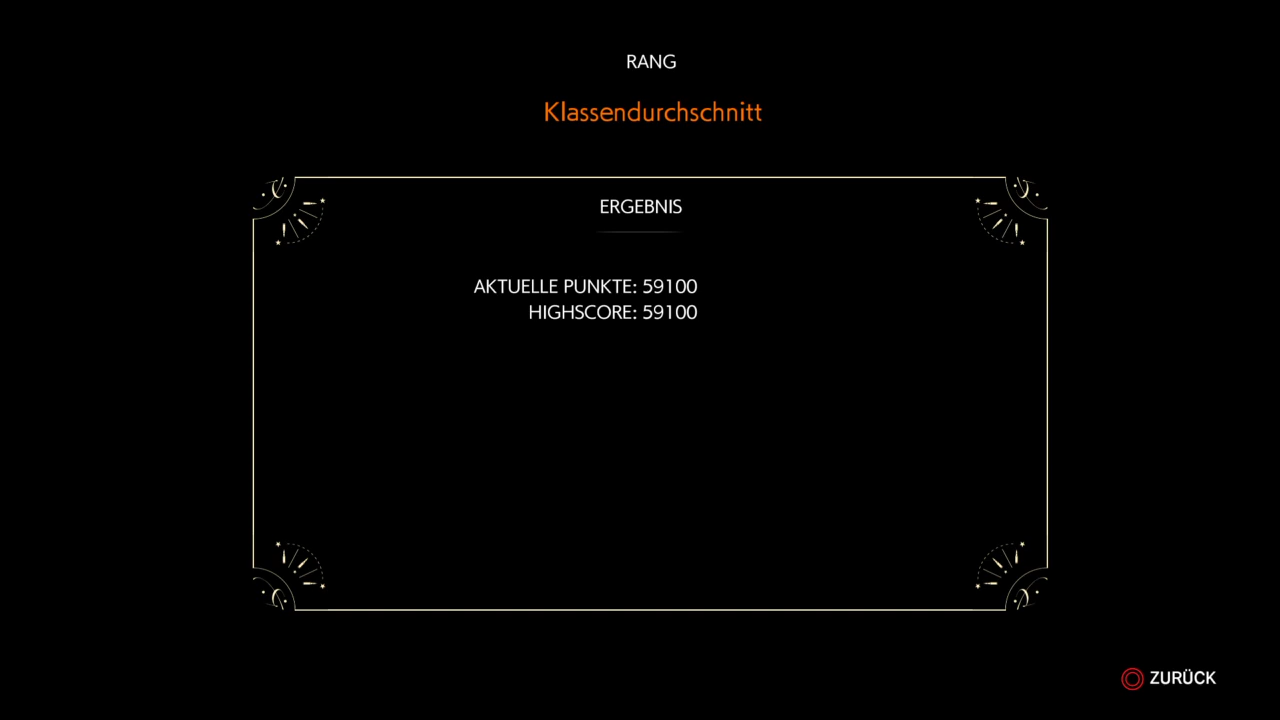 RANG
Klassendurchschnitt
ERGEBNIS
AKTUELLE PUNKTE: 59100
HIGHSCORE: 59100
ZURÜCK